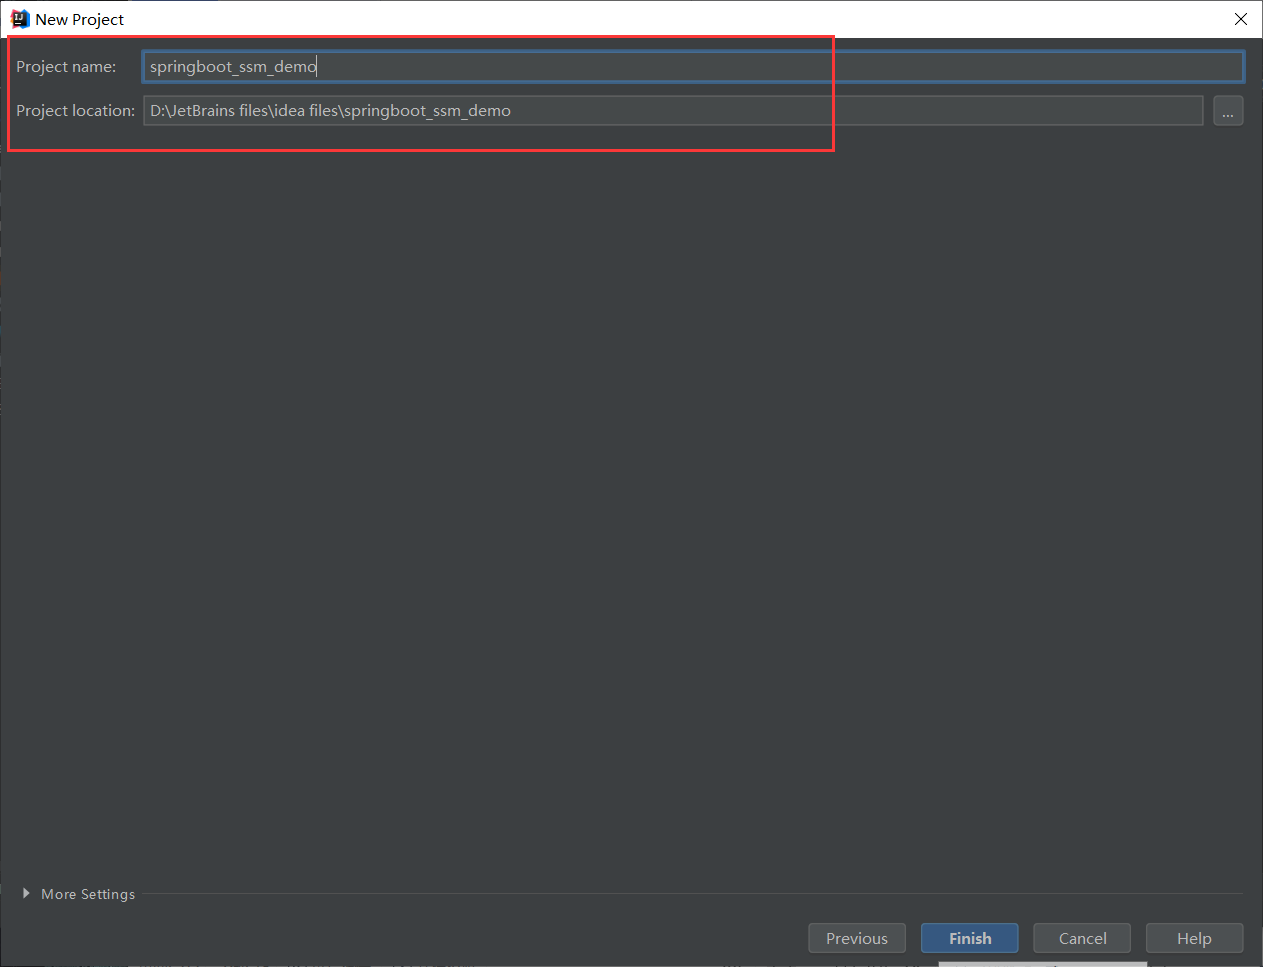 New Project
Project name: springboot_ssm_demo
Project location: D:\JetBrains files\idea files\springboot_ssm_demo ...
More Settings
Previous Finish Cancel Help